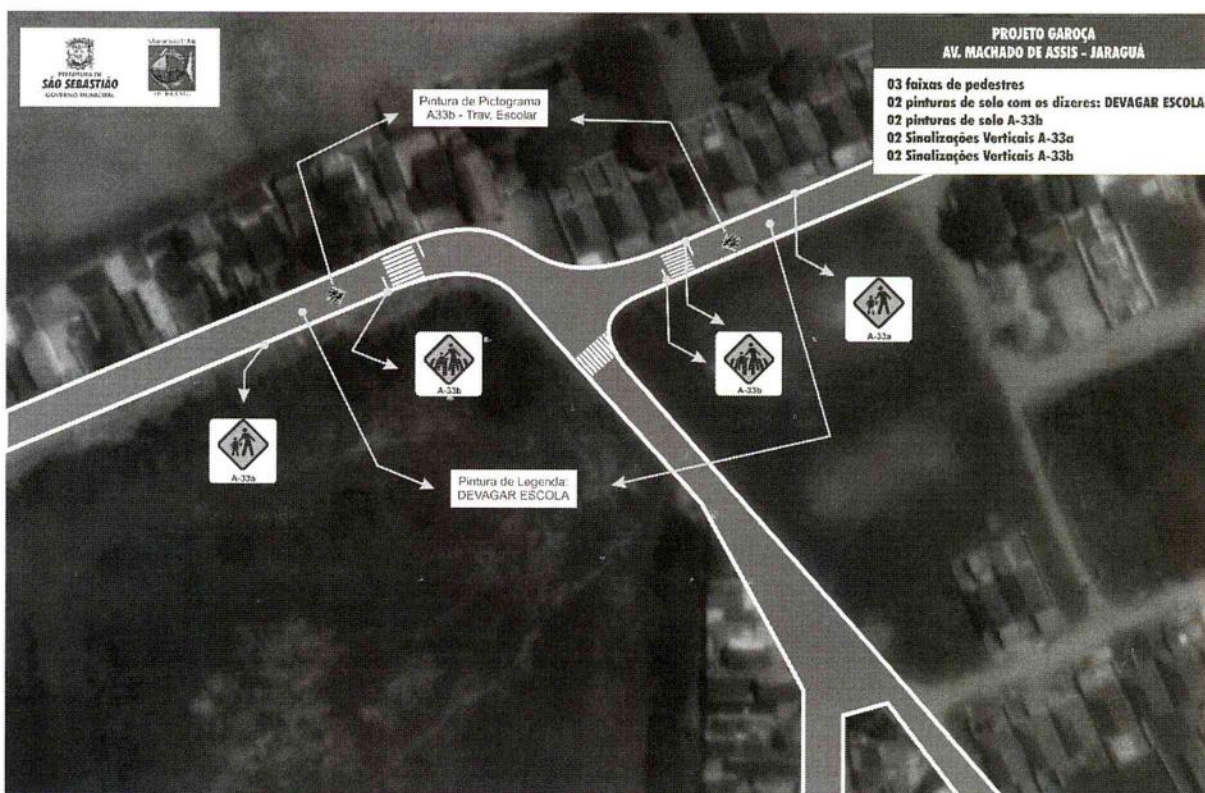 PREFEITURA DE
SÃO SEBASTIÃO
GOVERNO MUNICIPAL
PROJETO GAROÇA
AV. MACHADO DE ASSIS - JARAGUÁ
03 faixas de pedestres
02 pinturas de solo com os dizeres: DEVAGAR ESCOLA
02 pinturas de solo A-33b
02 Sinalizações Verticais A-33a
02 Sinalizações Verticais A-33b
Pintura de Pictograma
A33b - Trav. Escolar
A-33a
A-33b
A-33b
A-33a
Pintura de Legenda:
DEVAGAR ESCOLA